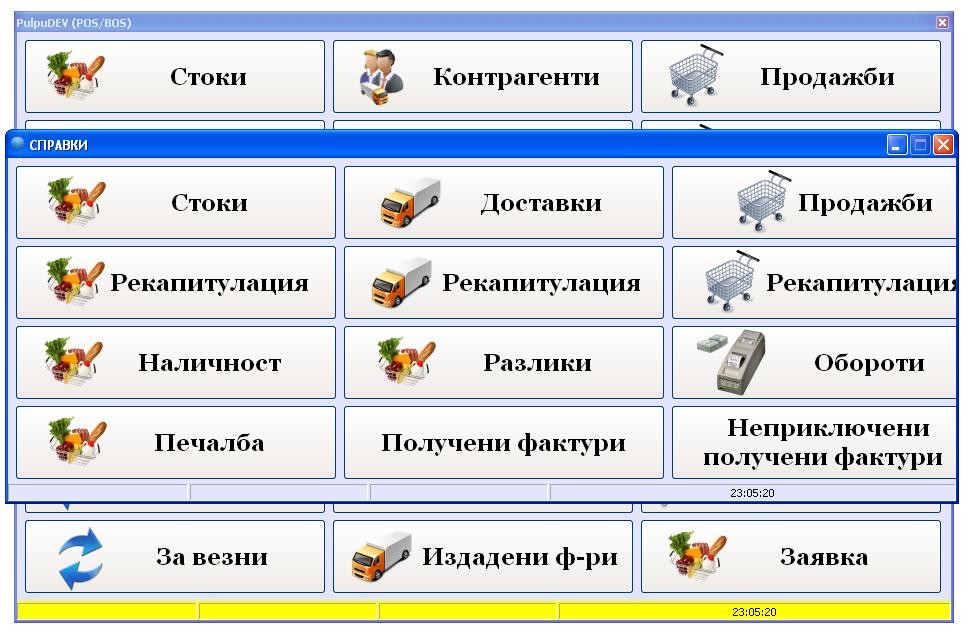 PulpuDEV (POS/BOS)
Стоки
Контрагенти
Продажби
СПРАВКИ
Стоки
Доставки
Продажби
Рекапитулация
Рекапитулация
Рекапитулация
Наличност
Разлики
Обороти
Печалба
Получени фактури
Неприключени
получени фактури
23:05:20
За везни
Издадени ф-ри
Заявка
23:05:20